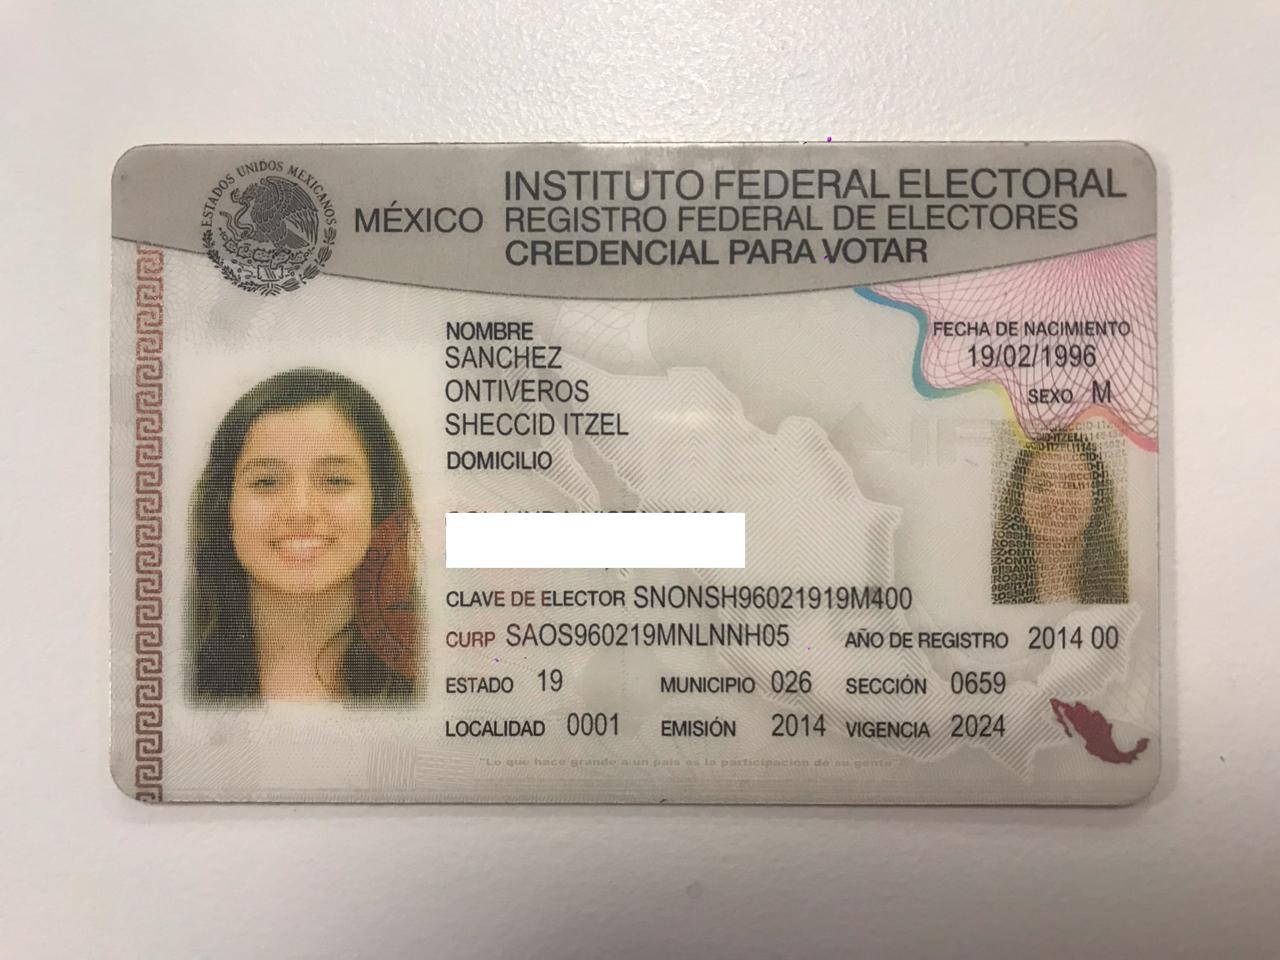 ESTADOS UNIDOS MEXICANOS
MÉXICO
INSTITUTO FEDERAL ELECTORAL
REGISTRO FEDERAL DE ELECTORES
CREDENCIAL PARA VOTAR
NOMBRE
SANCHEZ
ONTIVEROS
SHECCID ITZEL
DOMICILIO
FECHA DE NACIMIENTO
19/02/1996
SEXO M
CLAVE DE ELECTOR SNONSH96021919M400
CURP SAOS960219MNLNNH05 AÑO DE REGISTRO 2014 00
ESTADO 19 MUNICIPIO 026 SECCIÓN 0659
LOCALIDAD 0001 EMISIÓN 2014 VIGENCIA 2024
"Lo que hace grande a un país es la participación de su gente"